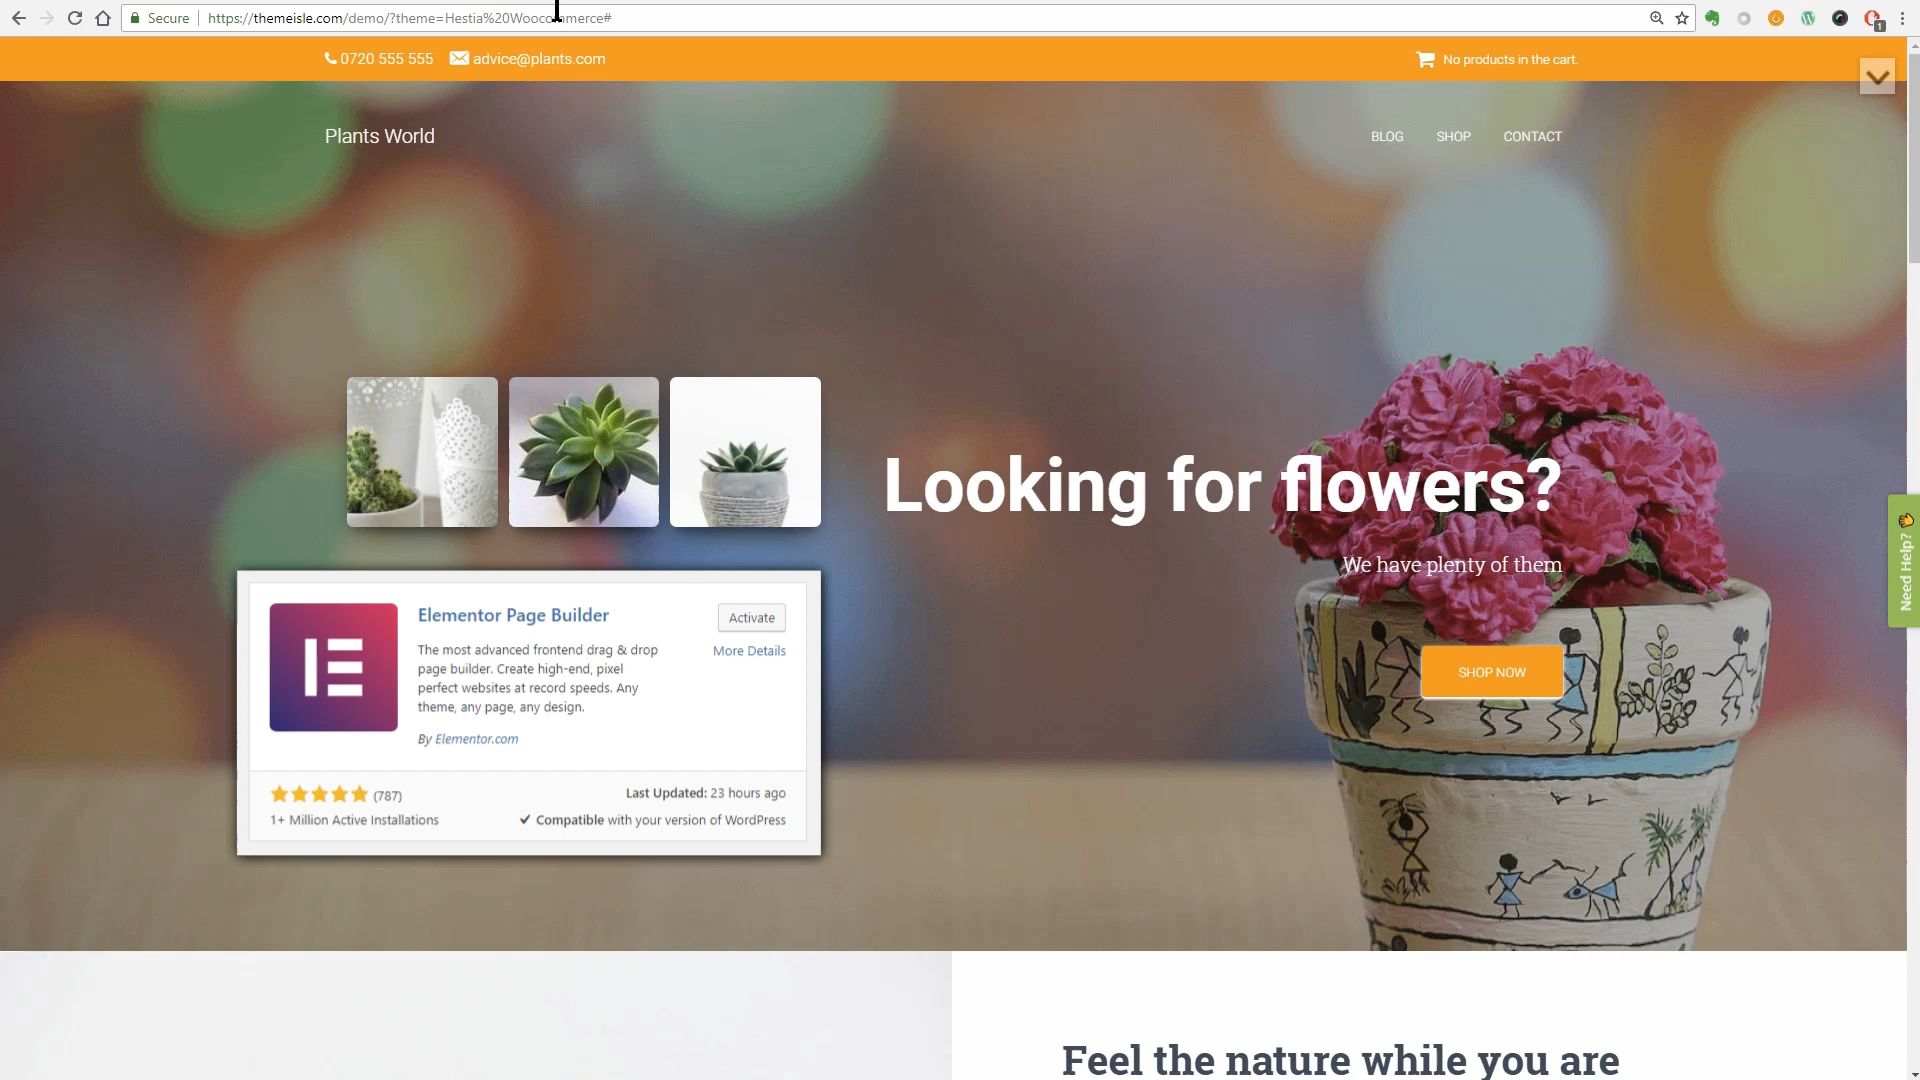 Secure
https://themeisle.com/demo/?theme=Hestia%20Woocommerce#
1
0720 555 555
advice@plants.com
No products in the cart.
Plants World
BLOG
SHOP
CONTACT
Looking for flowers?
We have plenty of them
SHOP NOW
Need Help?
Elementor Page Builder
Activate
More Details
The most advanced frontend drag & drop
page builder. Create high-end, pixel
perfect websites at record speeds. Any
theme, any page, any design.
By Elementor.com
(787)
Last Updated: 23 hours ago
1+ Million Active Installations
Compatible with your version of WordPress
Feel the nature while you are